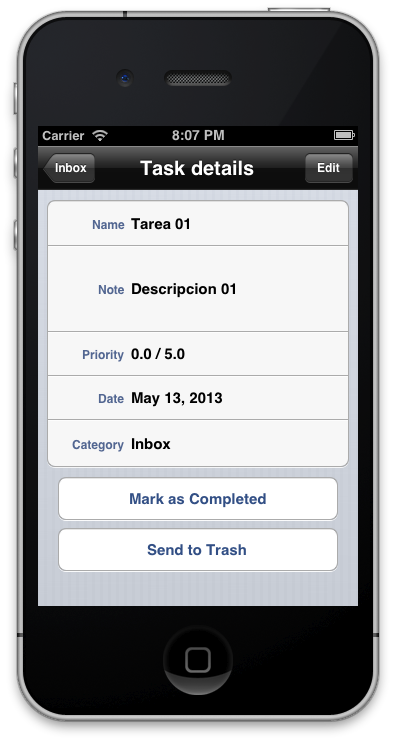 Carrier 8:07 PM
Inbox Task details Edit
Name Tarea 01
Note Descripcion 01
Priority 0.0 / 5.0
Date May 13, 2013
Category Inbox
Mark as Completed
Send to Trash